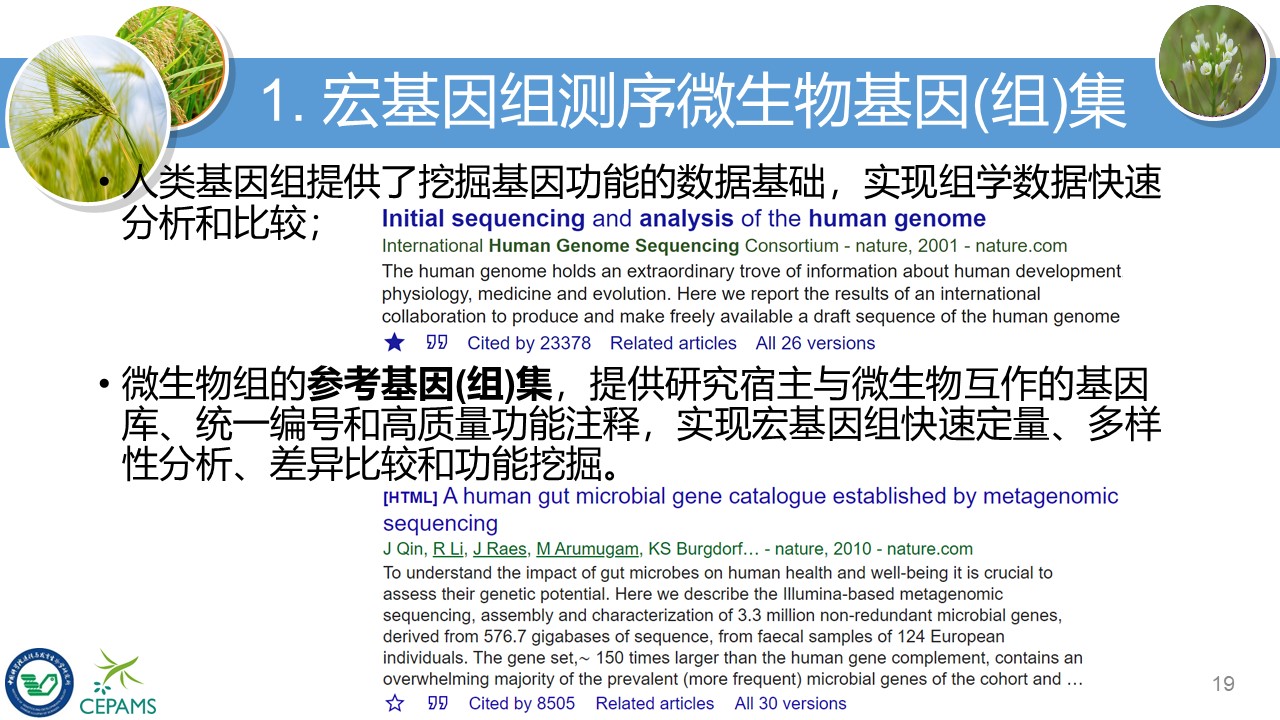 1. 宏基因组测序微生物基因(组)集
• 人类基因组提供了挖掘基因功能的数据基础，实现组学数据快速
分析和比较；
Initial sequencing and analysis of the human genome
International Human Genome Sequencing Consortium - nature, 2001 - nature.com
The human genome holds an extraordinary trove of information about human development
physiology, medicine and evolution. Here we report the results of an international
collaboration to produce and make freely available a draft sequence of the human genome
Cited by 23378 Related articles All 26 versions
• 微生物组的参考基因(组)集，提供研究宿主与微生物互作的基因
库、统一编号和高质量功能注释，实现宏基因组快速定量、多样
性分析、差异比较和功能挖掘。
[HTML] A human gut microbial gene catalogue established by metagenomic
sequencing
J Qin, R Li, J Raes, M Arumugam, KS Burgdorf… - nature, 2010 - nature.com
To understand the impact of gut microbes on human health and well-being it is crucial to
assess their genetic potential. Here we describe the Illumina-based metagenomic
sequencing, assembly and characterization of 3.3 million non-redundant microbial genes,
derived from 576.7 gigabases of sequence, from faecal samples of 124 European
individuals. The gene set,~ 150 times larger than the human gene complement, contains an
overwhelming majority of the prevalent (more frequent) microbial genes of the cohort and …
Cited by 8505 Related articles All 30 versions
CEPAMS
19